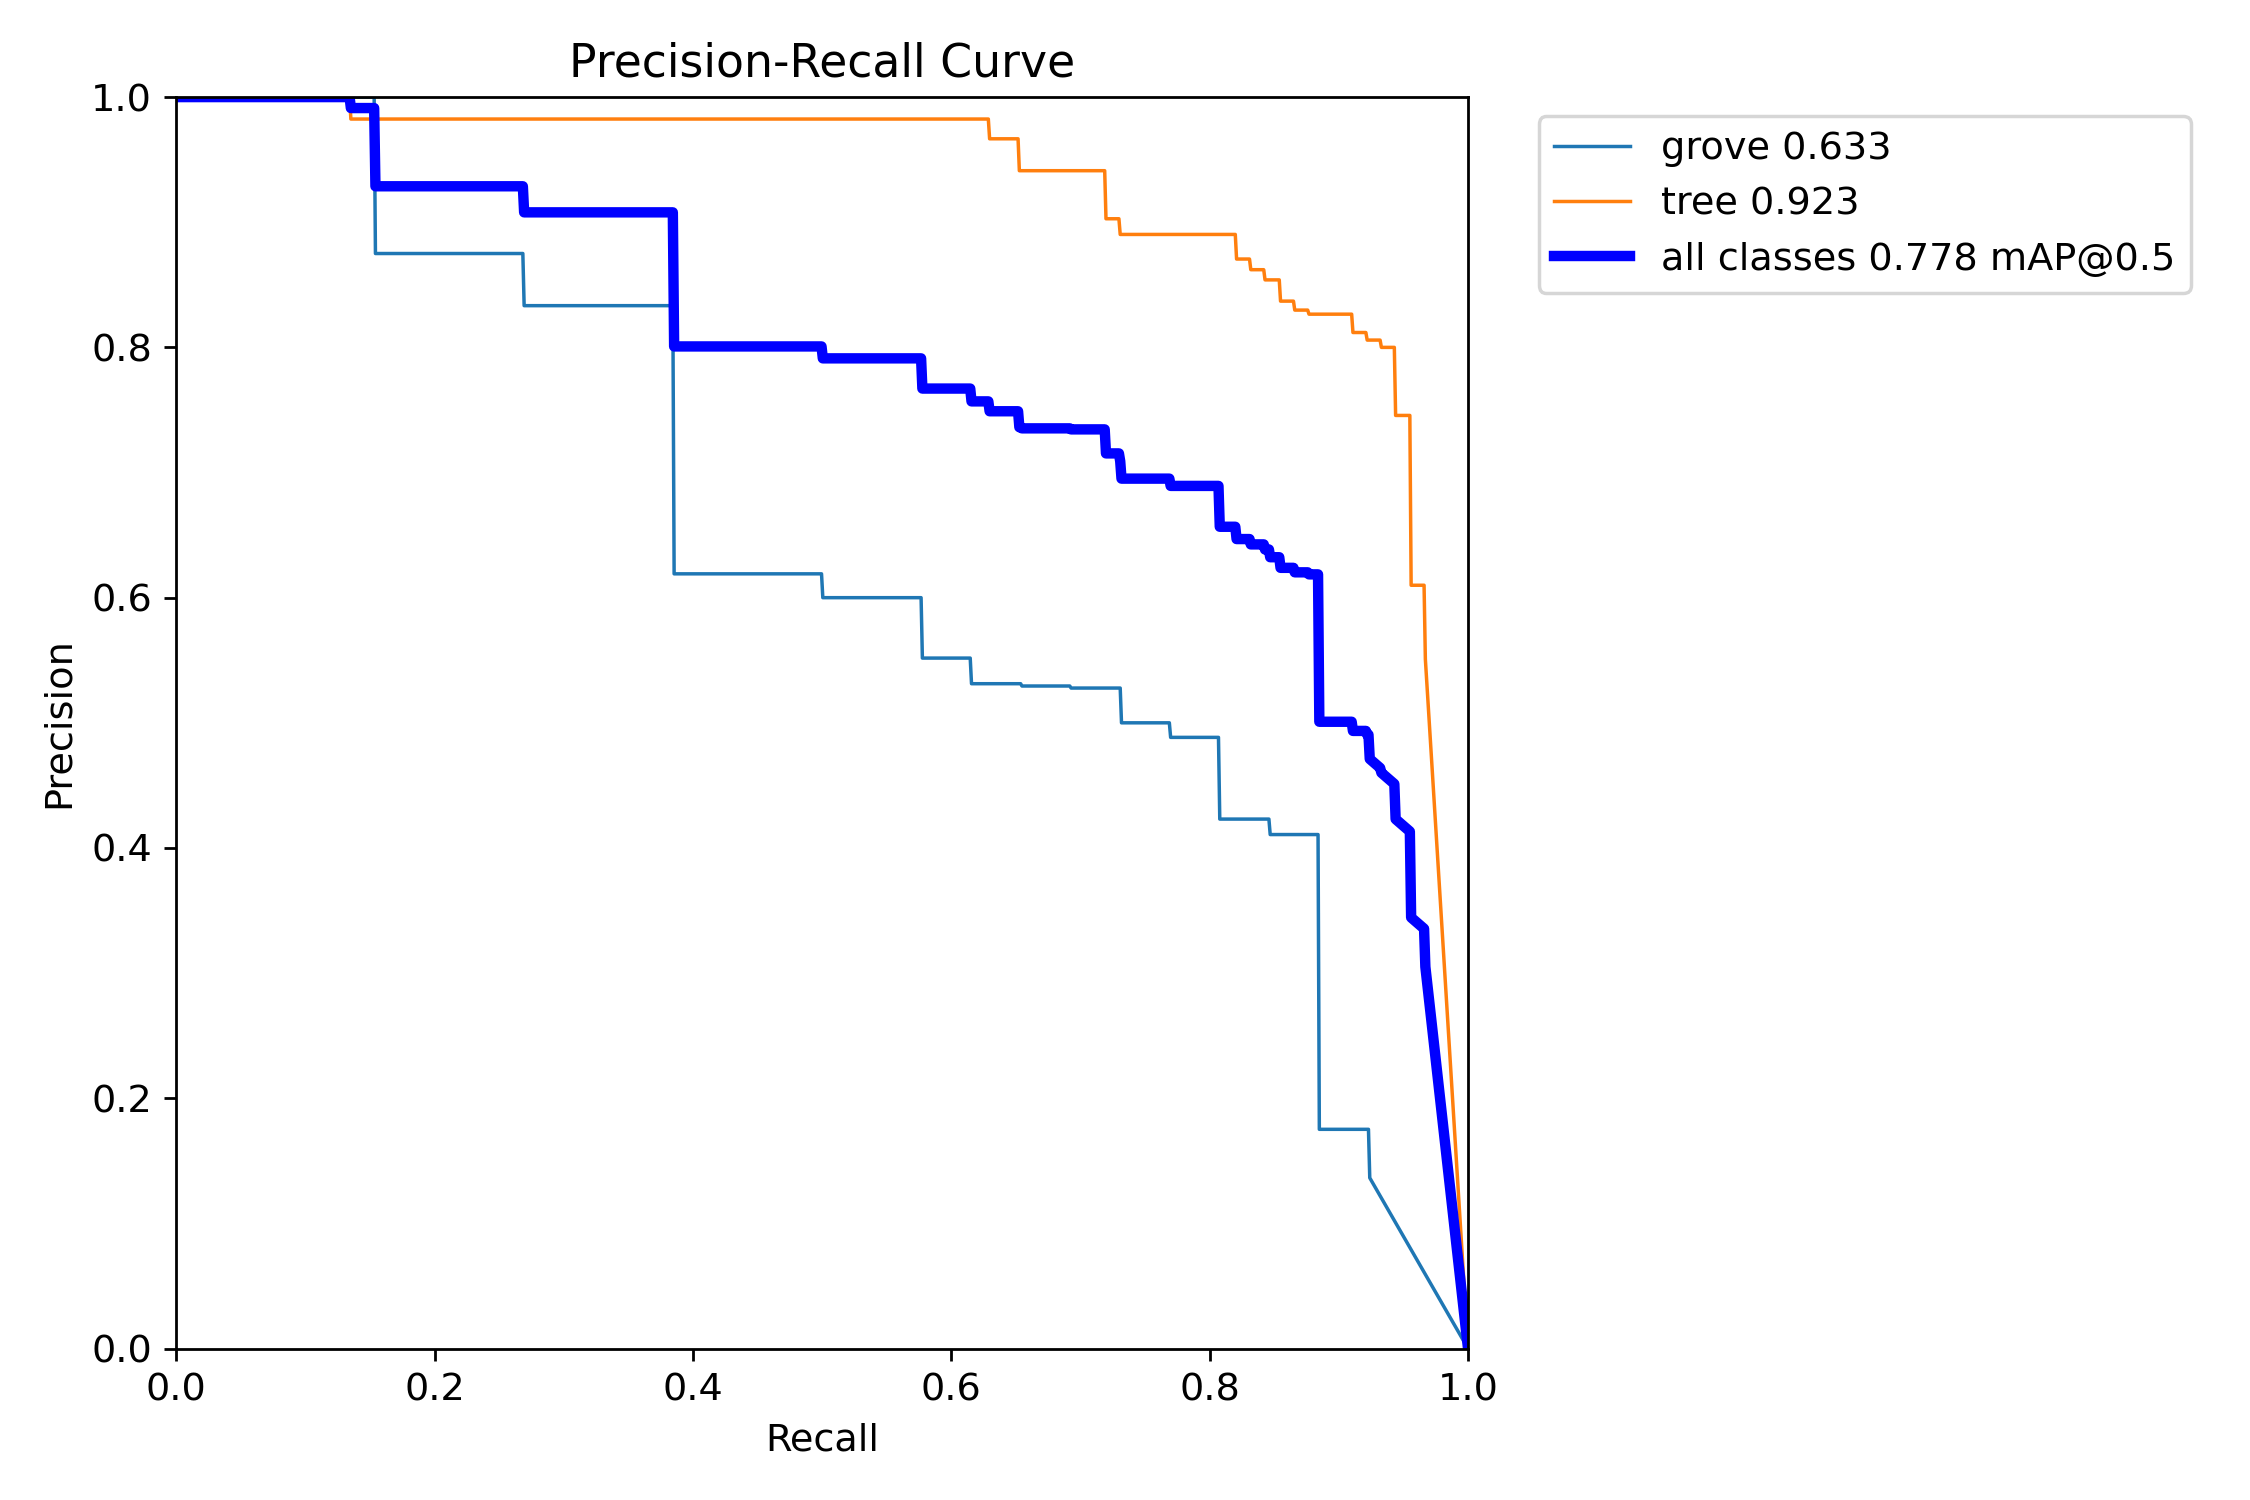 Precision-Recall Curve
1.0
0.8
0.6
0.4
0.2
0.0
Precision
0.0 0.2 0.4 0.6 0.8 1.0
Recall
grove 0.633
tree 0.923
all classes 0.778 mAP@0.5